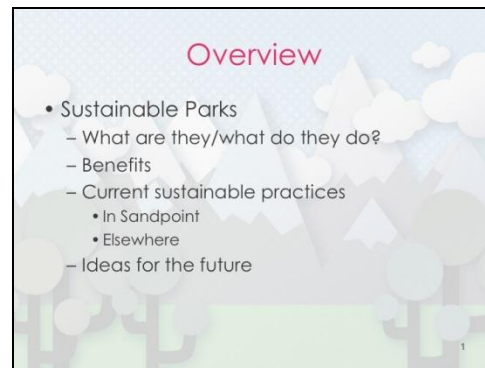 Overview
• Sustainable Parks
– What are they/what do they do?
– Benefits
– Current sustainable practices
• In Sandpoint
• Elsewhere
– Ideas for the future
1